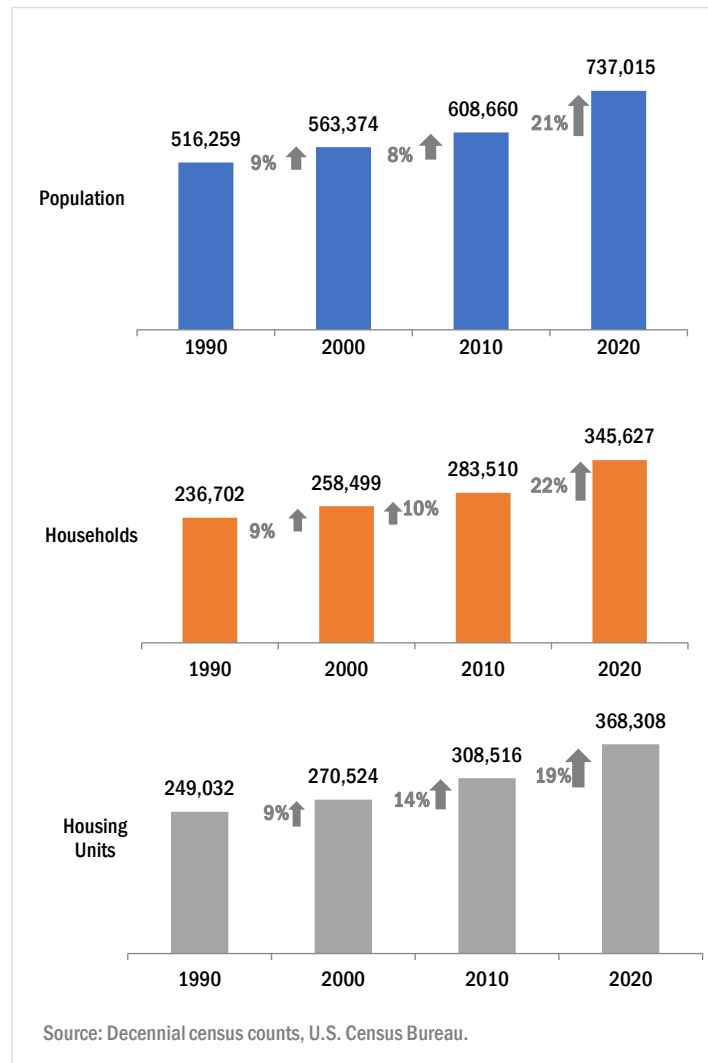 737,015
608,660
563,374
516,259
21%
8%
9%
Population
1990 2000 2010 2020
345,627
283,510
258,499
236,702
22%
10%
9%
Households
1990 2000 2010 2020
368,308
308,516
270,524
249,032
19%
14%
9%
Housing
Units
1990 2000 2010 2020
Source: Decennial census counts, U.S. Census Bureau.